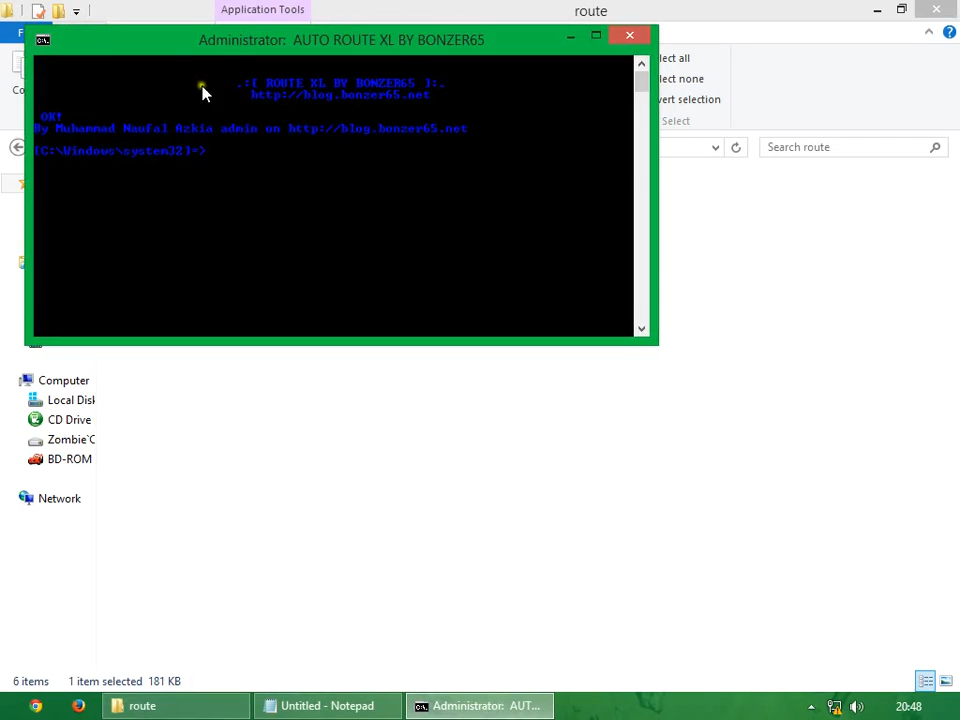 Application Tools
route
Administrator:  AUTO ROUTE XL BY BONZER65
.:[ ROUTE XL BY BONZER65 ]:.
http://blog.bonzer65.net
OK!
By Muhammad Naufal Azkia admin on http://blog.bonzer65.net
[C:\Windows\system32]=>
F
Co
lect all
lect none
vert selection
Select
Search route
Computer
Local Disk
CD Drive
Zombie`C
BD-ROM
Network
6 items
1 item selected  181 KB
route
Untitled - Notepad
Administrator:  AUT...
20:48